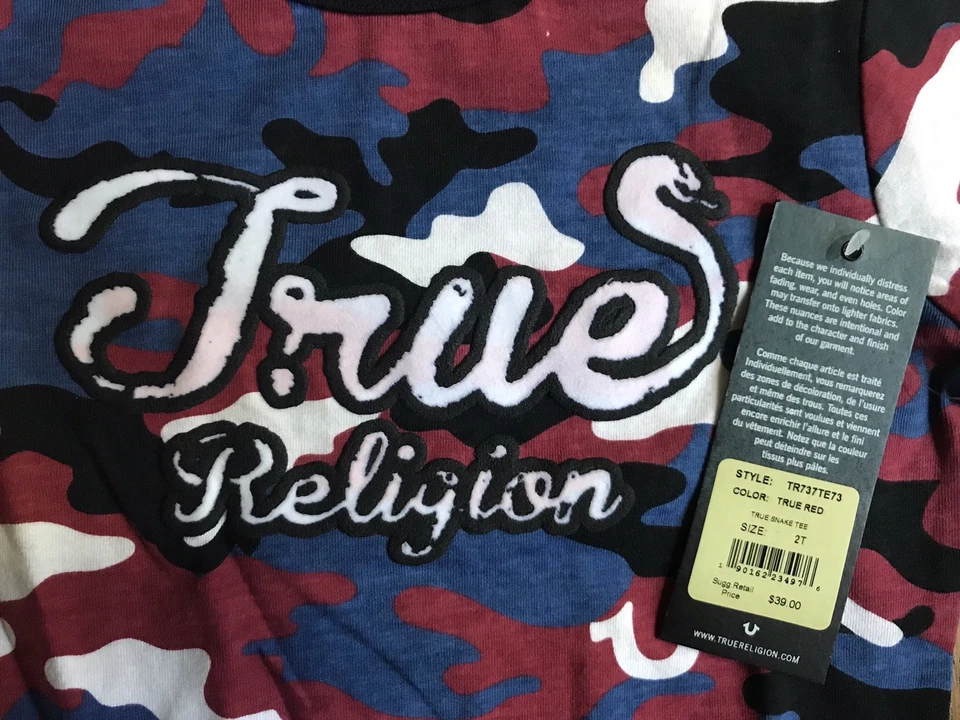 True
Religion
Because we individually distress
each item, you will notice areas of
fading, wear, and even holes. Color
may transfer onto lighter fabrics.
These nuances are intentional and
add to the character and finish
of our garment.
Comme chaque article est traité
Individuellement, vous remarquerez
des zones de décoloration, de l'usure
et même des trous. Toutes ces
particularités sont voulues et viennent
encore enrichir l'allure et le fini
du vêtement. Notez que la couleur
peut déteindre sur les
tissus plus pâles.
STYLE: TR737TE73
COLOR: TRUE RED
TRUE SNAKE TEE
SIZE: 2T
1 90162 23497 6
Sugg Retail
Price $39.00
WWW.TRUERELIGION.COM